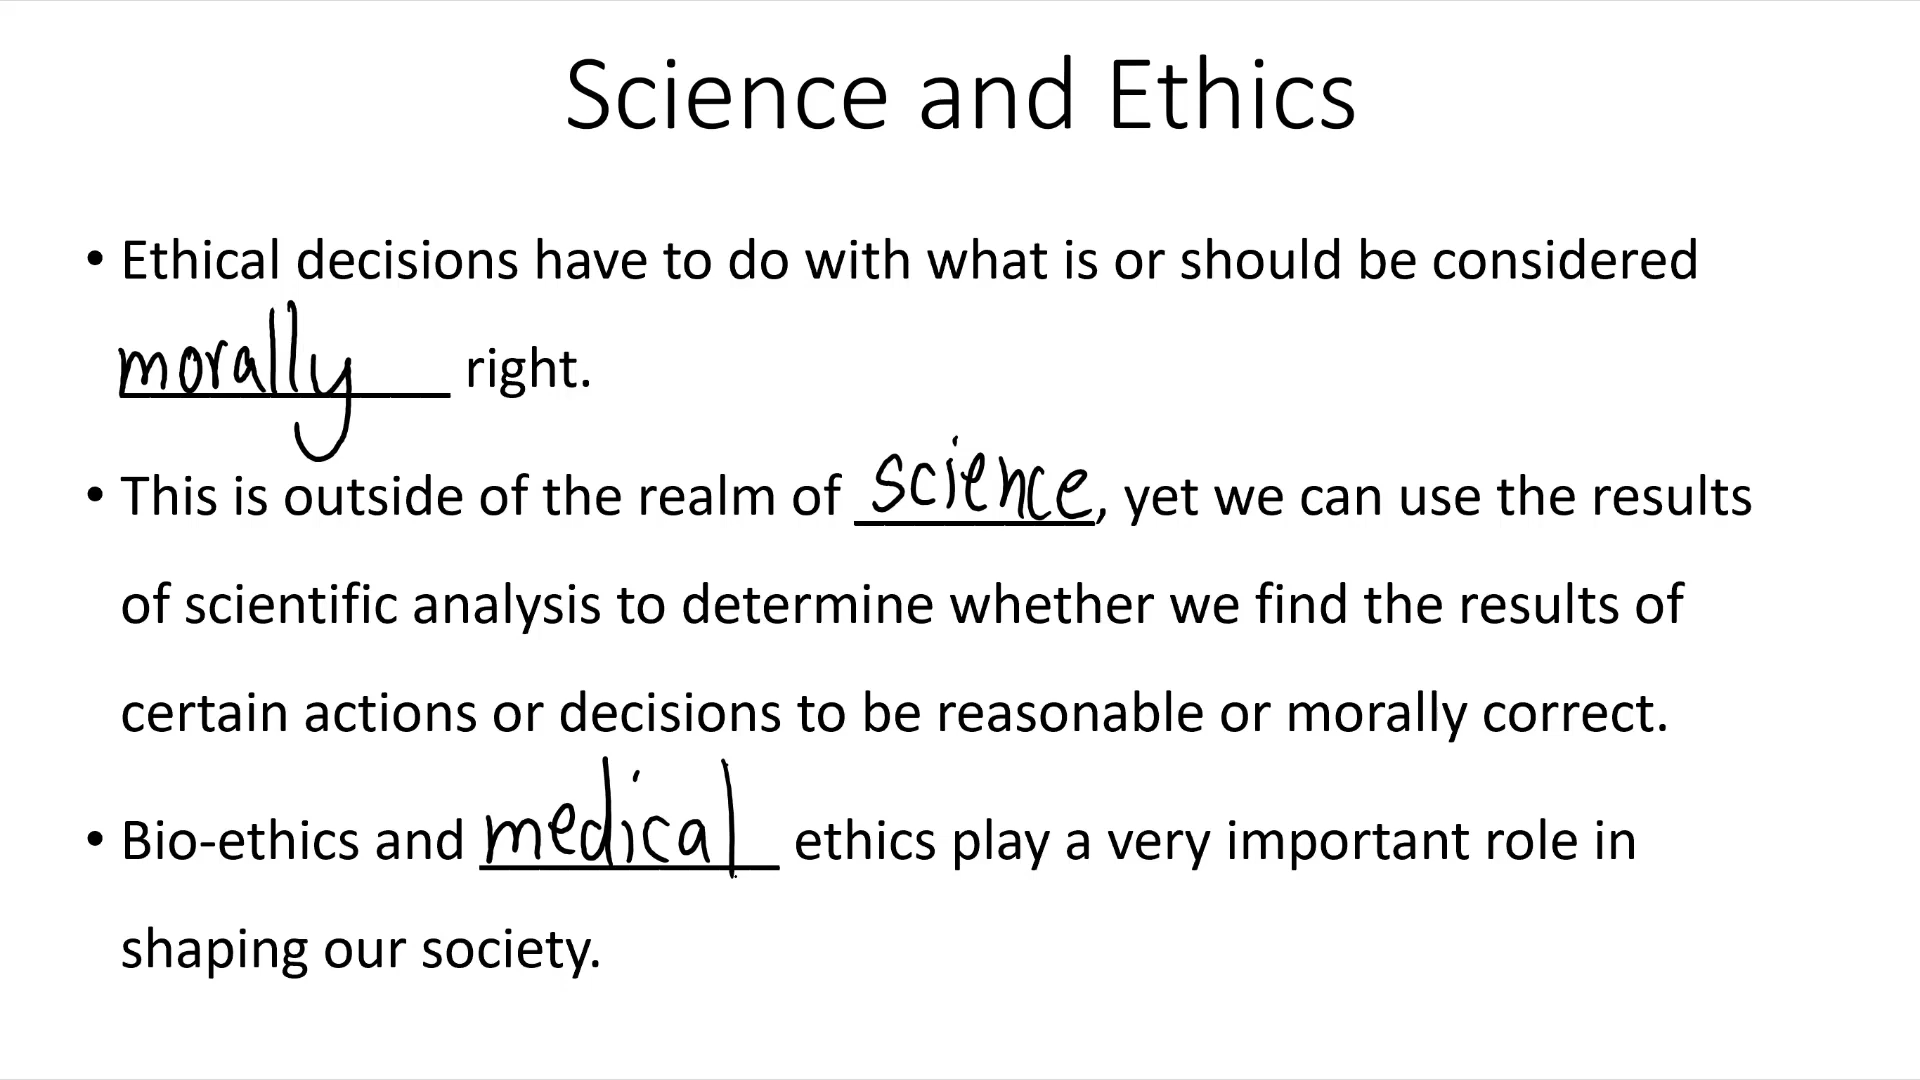 Science and Ethics
• Ethical decisions have to do with what is or should be considered
morally right.
• This is outside of the realm of science, yet we can use the results
of scientific analysis to determine whether we find the results of
certain actions or decisions to be reasonable or morally correct.
• Bio-ethics and medical ethics play a very important role in
shaping our society.